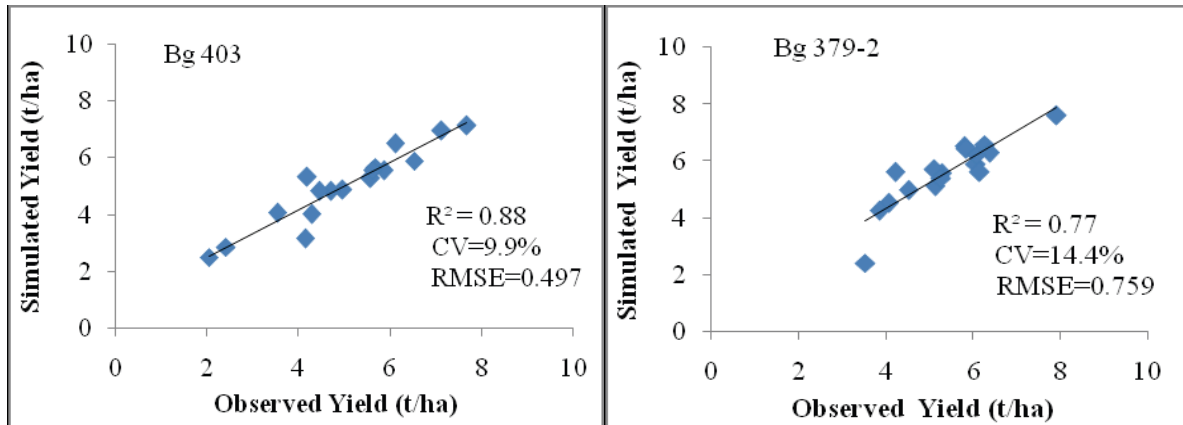 Bg 403
Simulated Yield (t/ha)
10
8
6
4
2
0
R² = 0.88
CV=9.9%
RMSE=0.497
0 2 4 6 8 10
Observed Yield (t/ha)
Bg 379-2
Simulated Yield (t/ha)
10
8
6
4
2
0
R² = 0.77
CV=14.4%
RMSE=0.759
0 2 4 6 8 10
Observed Yield (t/ha)